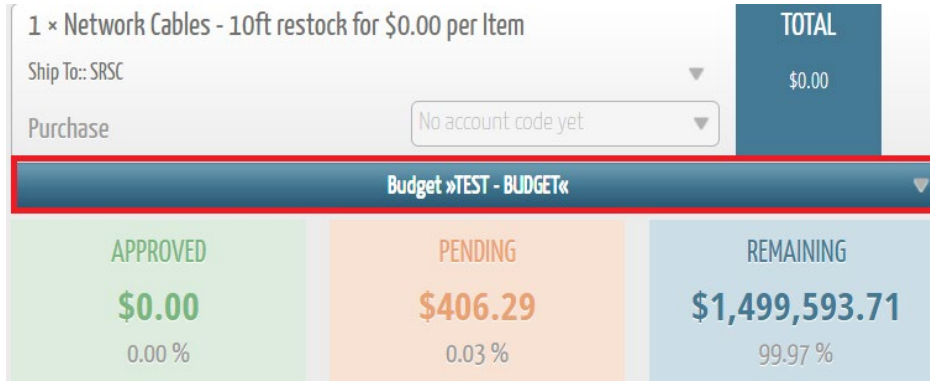 1 × Network Cables - 10ft restock for $0.00 per Item
TOTAL
Ship To:: SRSC
$0.00
Purchase
No account code yet
Budget »TEST - BUDGET«
APPROVED
PENDING
REMAINING
$0.00
$406.29
$1,499,593.71
0.00 %
0.03 %
99.97 %